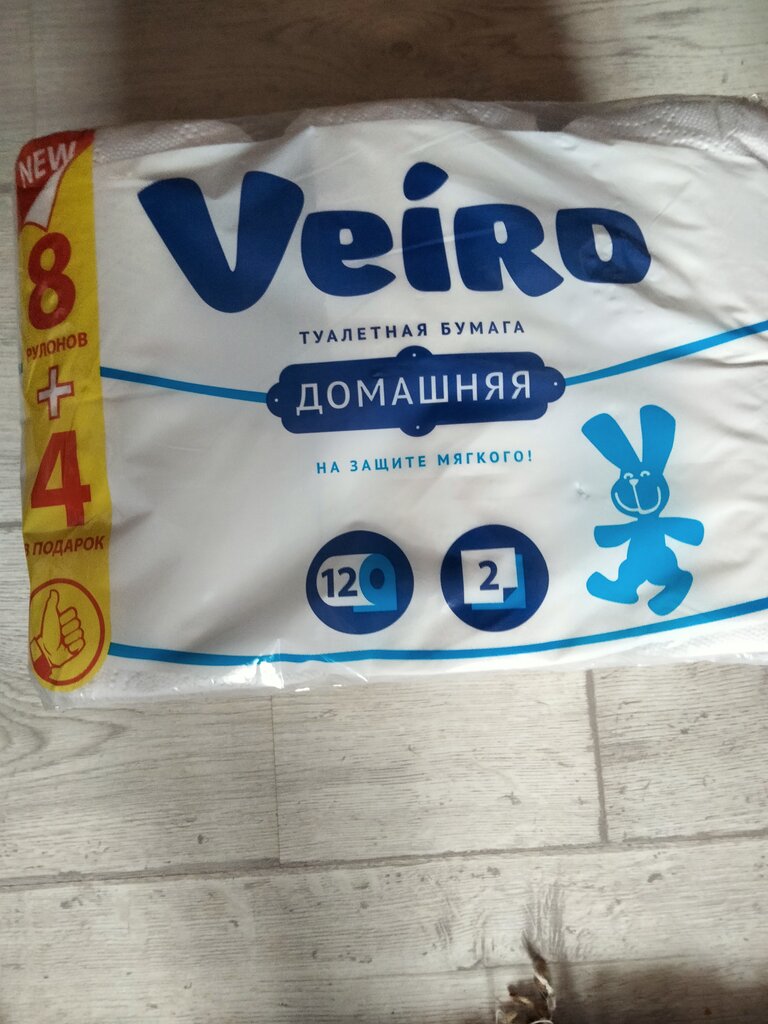 NEW
8
РУЛОНОВ
+
4
В ПОДАРОК
Veiro
ТУАЛЕТНАЯ БУМАГА
ДОМАШНЯЯ
НА ЗАЩИТЕ МЯГКОГО!
12
2